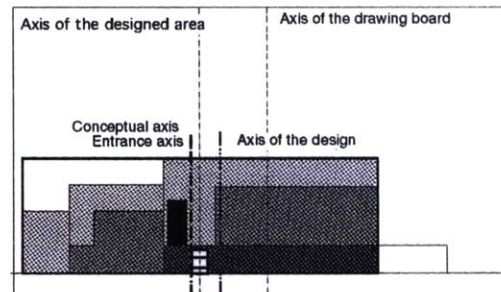 Axis of the designed area
Axis of the drawing board
Conceptual axis
Entrance axis
Axis of the design